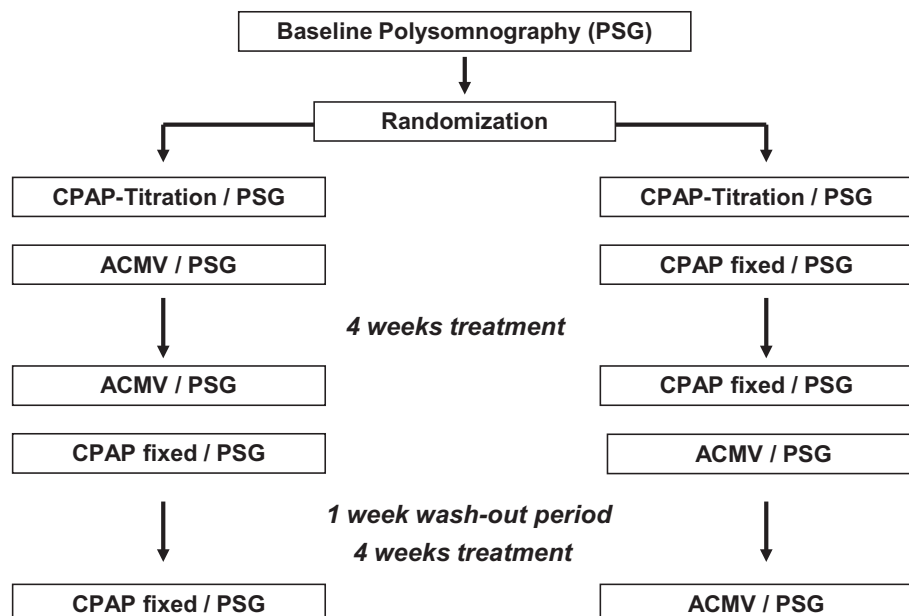 Baseline Polysomnography (PSG)
Randomization
CPAP-Titration / PSG
CPAP-Titration / PSG
ACMV / PSG
CPAP fixed / PSG
4 weeks treatment
ACMV / PSG
CPAP fixed / PSG
CPAP fixed / PSG
ACMV / PSG
1 week wash-out period
4 weeks treatment
CPAP fixed / PSG
ACMV / PSG